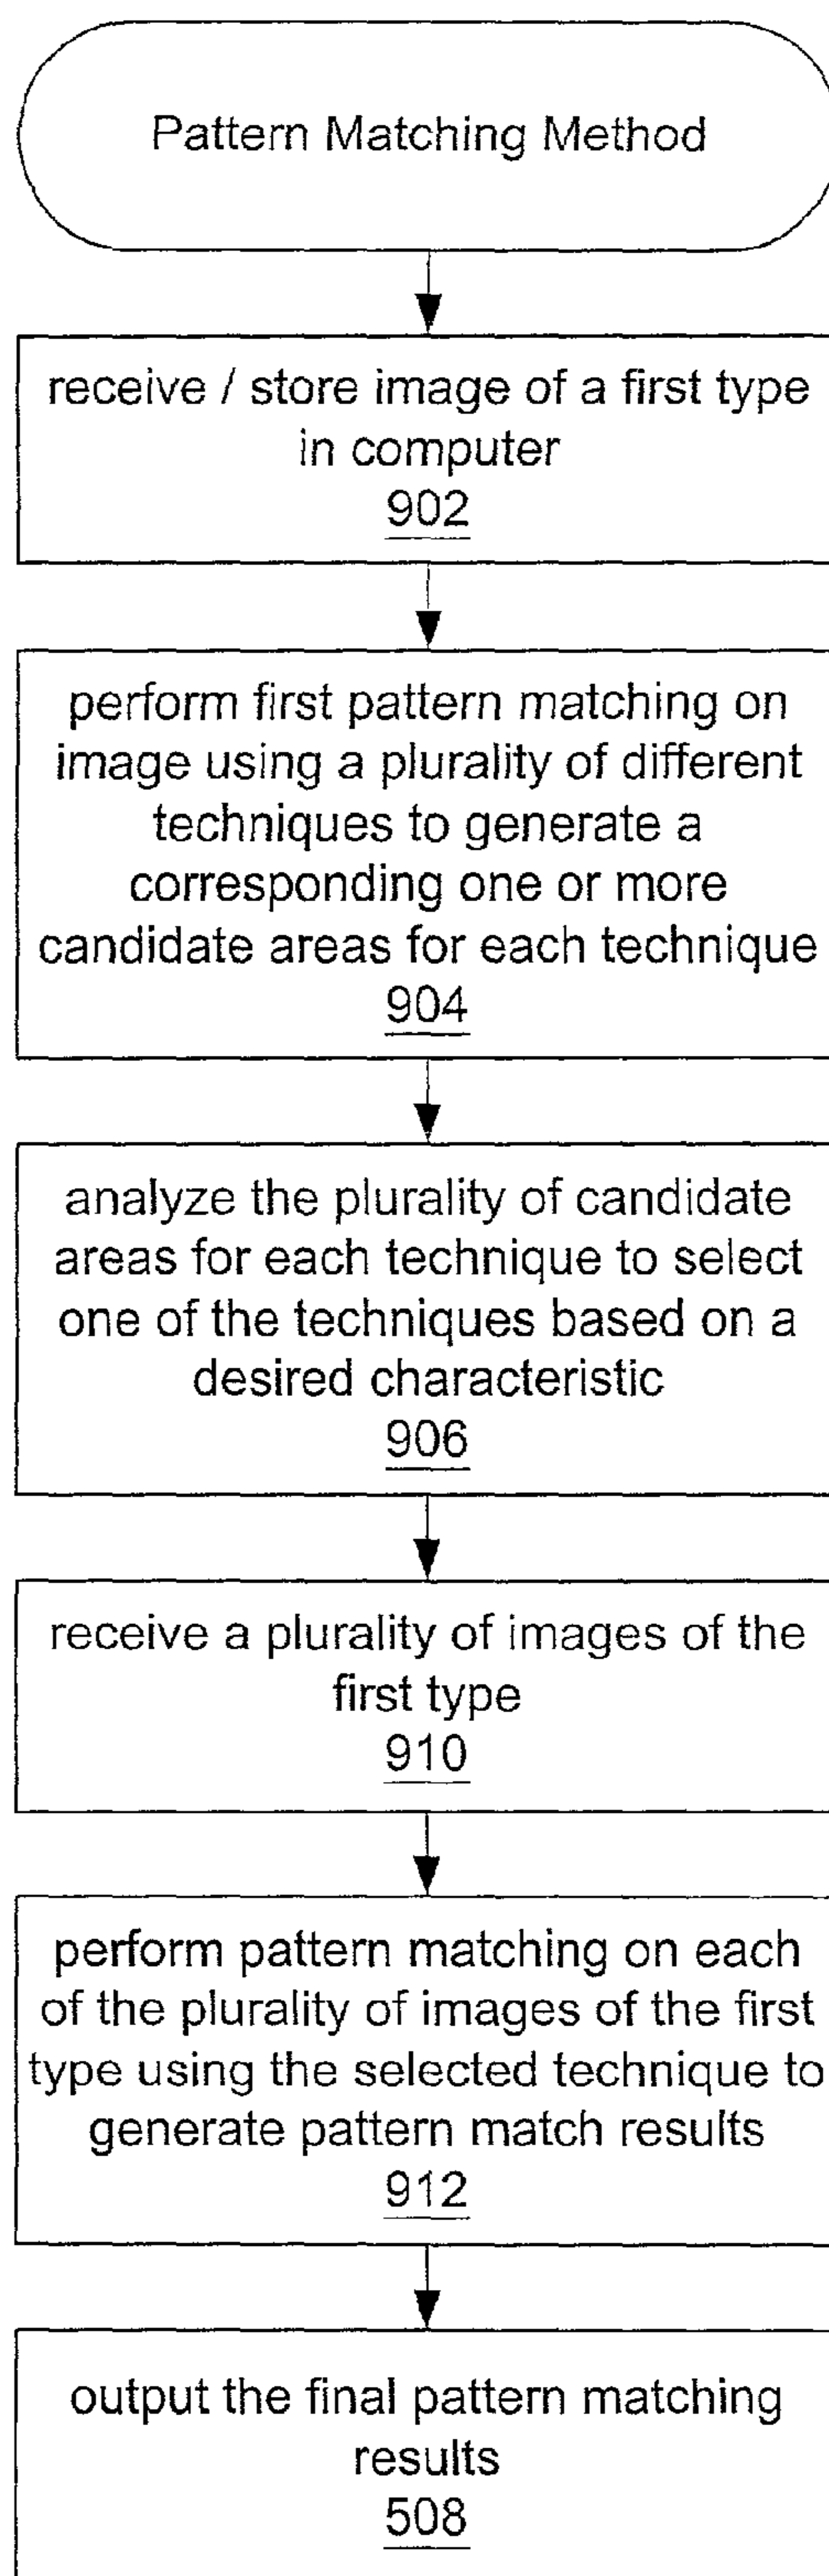 Pattern Matching Method
receive / store image of a first type
in computer
902
perform first pattern matching on
image using a plurality of different
techniques to generate a
corresponding one or more
candidate areas for each technique
904
analyze the plurality of candidate
areas for each technique to select
one of the techniques based on a
desired characteristic
906
receive a plurality of images of the
first type
910
perform pattern matching on each
of the plurality of images of the first
type using the selected technique to
generate pattern match results
912
output the final pattern matching
results
508